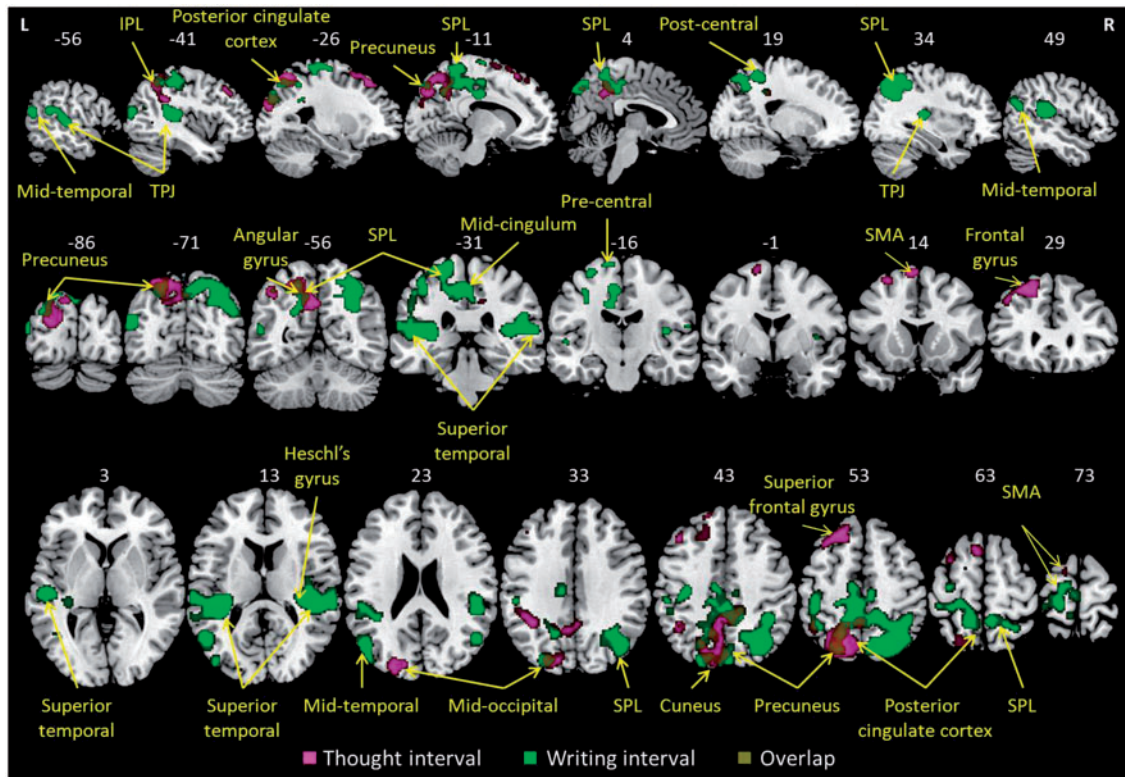 L
R
IPL
Posterior cingulate
cortex
SPL
SPL
Post-central
SPL
-56
-41
-26
Precuneus
-11
4
19
34
49
Mid-temporal
TPJ
TPJ
Mid-temporal
Pre-central
Mid-cingulum
Angular
gyrus
SPL
SMA
Frontal
gyrus
Precuneus
-86
-71
-56
-31
-16
-1
14
29
Superior
temporal
Heschl's
gyrus
3
13
23
33
43
53
63
73
Superior
frontal gyrus
SMA
Superior
temporal
Superior
temporal
Mid-temporal
Mid-occipital
SPL
Cuneus
Precuneus
Posterior
cingulate cortex
SPL
Thought interval
Writing interval
Overlap